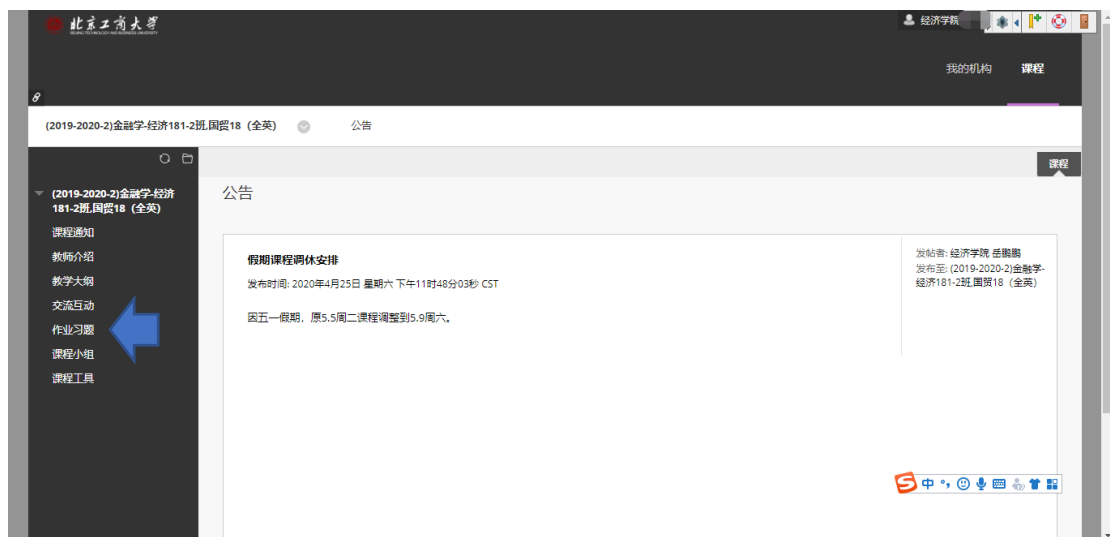 北京工商大学
BEIJING TECHNOLOGY AND BUSINESS UNIVERSITY
经济学院
我的机构 课程
(2019-2020-2)金融学-经济181-2班,国贸18（全英） 公告
课程
(2019-2020-2)金融学-经济
181-2班,国贸18（全英）
课程通知
教师介绍
教学大纲
交流互动
作业习题
课程小组
课程工具
公告
假期课程调休安排
发布时间: 2020年4月25日 星期六 下午11时48分03秒 CST
因五一假期，原5.5周二课程调整到5.9周六。
发帖者: 经济学院 岳鹏鹏
发布至: (2019-2020-2)金融学-
经济181-2班,国贸18（全英）
中